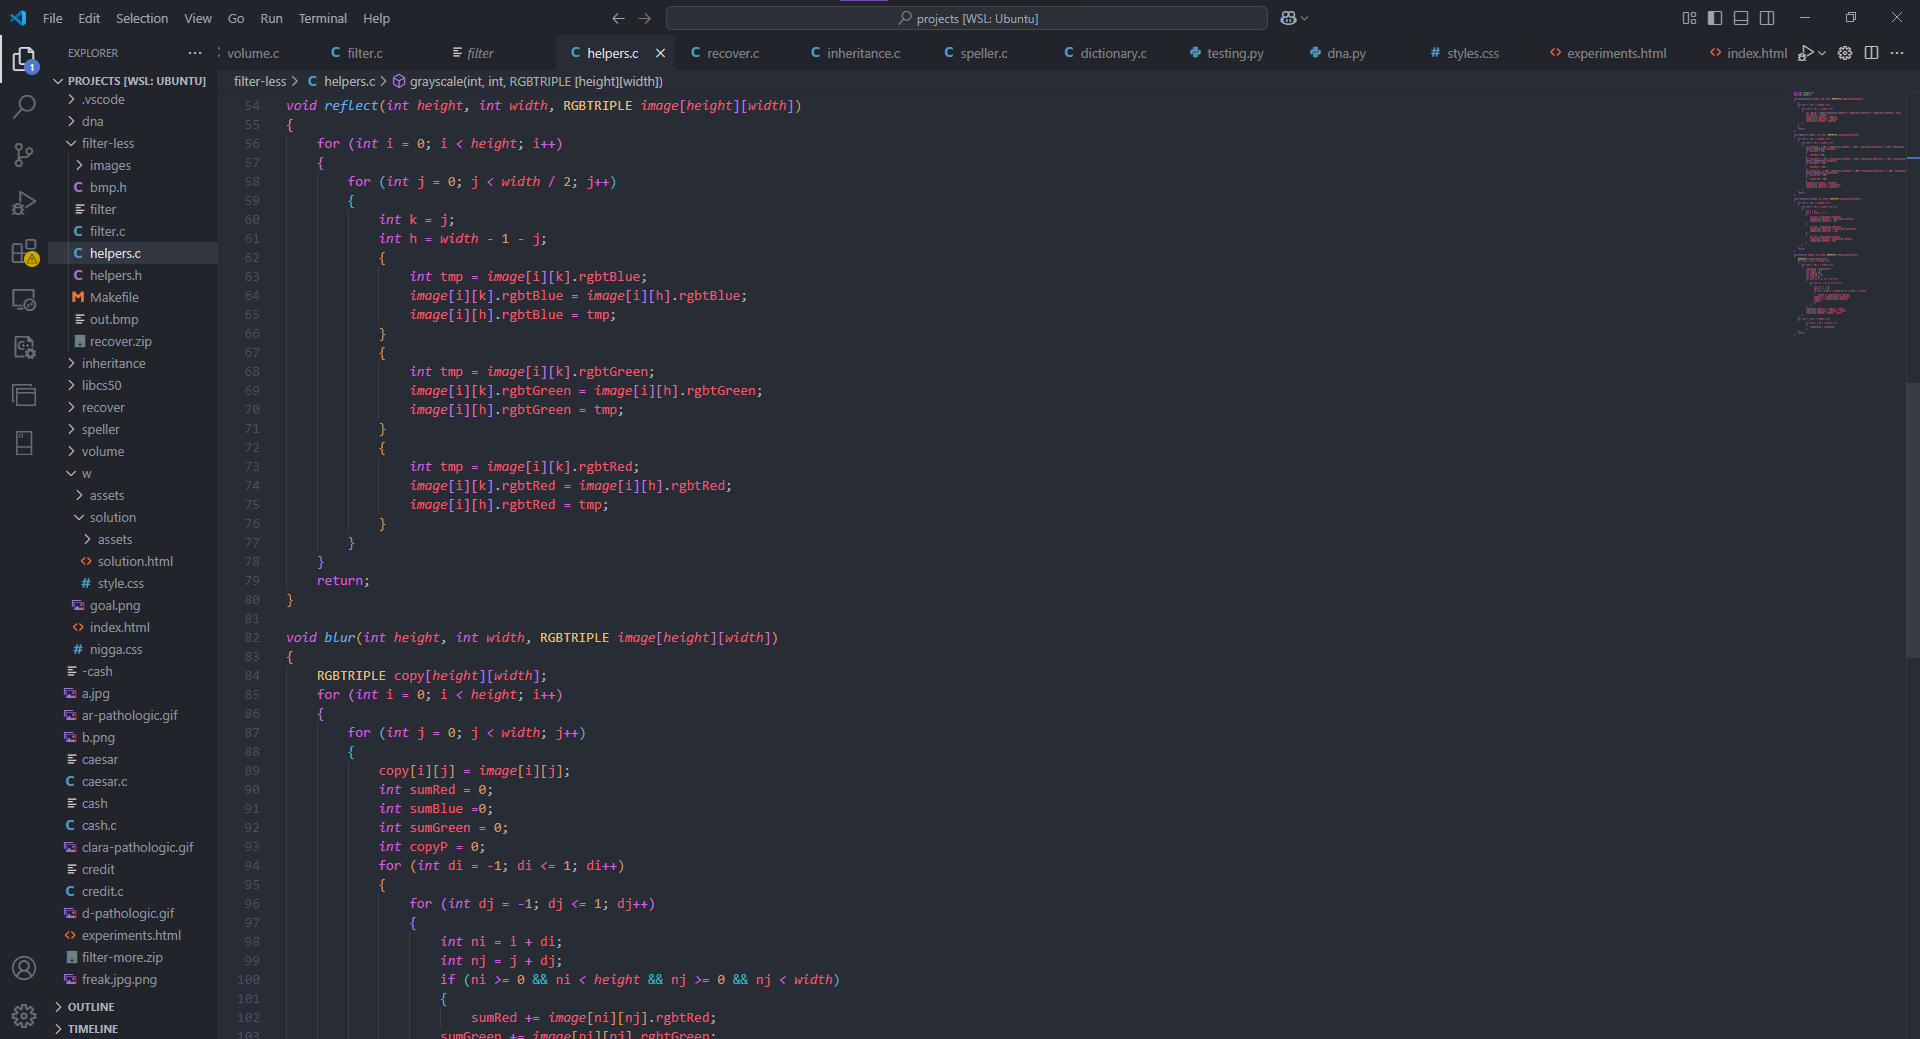 File Edit Selection View Go Run Terminal Help
projects [WSL: Ubuntu]
EXPLORER
volume.c filter.c filter helpers.c recover.c inheritance.c speller.c dictionary.c testing.py dna.py styles.css experiments.html index.html
filter-less > helpers.c > grayscale(int, int, RGBTRIPLE [height][width])
1
PROJECTS [WSL: UBUNTU]
.vscode
dna
filter-less
images
bmp.h
filter
filter.c
helpers.c
helpers.h
Makefile
out.bmp
recover.zip
inheritance
libcs50
recover
speller
volume
w
assets
solution
assets
solution.html
style.css
goal.png
index.html
nigga.css
-cash
a.jpg
ar-pathologic.gif
b.png
caesar
caesar.c
cash
cash.c
clara-pathologic.gif
credit
credit.c
d-pathologic.gif
experiments.html
filter-more.zip
freak.jpg.png
OUTLINE
TIMELINE
54 void reflect(int height, int width, RGBTRIPLE image[height][width])
55 {
56 for (int i = 0; i < height; i++)
57 {
58 for (int j = 0; j < width / 2; j++)
59 {
60 int k = j;
61 int h = width - 1 - j;
62 {
63 int tmp = image[i][k].rgbtBlue;
64 image[i][k].rgbtBlue = image[i][h].rgbtBlue;
65 image[i][h].rgbtBlue = tmp;
66 }
67 {
68 int tmp = image[i][k].rgbtGreen;
69 image[i][k].rgbtGreen = image[i][h].rgbtGreen;
70 image[i][h].rgbtGreen = tmp;
71 }
72 {
73 int tmp = image[i][k].rgbtRed;
74 image[i][k].rgbtRed = image[i][h].rgbtRed;
75 image[i][h].rgbtRed = tmp;
76 }
77 }
78 }
79 return;
80 }
81
82 void blur(int height, int width, RGBTRIPLE image[height][width])
83 {
84 RGBTRIPLE copy[height][width];
85 for (int i = 0; i < height; i++)
86 {
87 for (int j = 0; j < width; j++)
88 {
89 copy[i][j] = image[i][j];
90 int sumRed = 0;
91 int sumBlue =0;
92 int sumGreen = 0;
93 int copyP = 0;
94 for (int di = -1; di <= 1; di++)
95 {
96 for (int dj = -1; dj <= 1; dj++)
97 {
98 int ni = i + di;
99 int nj = j + dj;
100 if (ni >= 0 && ni < height && nj >= 0 && nj < width)
101 {
102 sumRed += image[ni][nj].rgbtRed;
103 sumGreen += image[ni][nj].rgbtGreen;